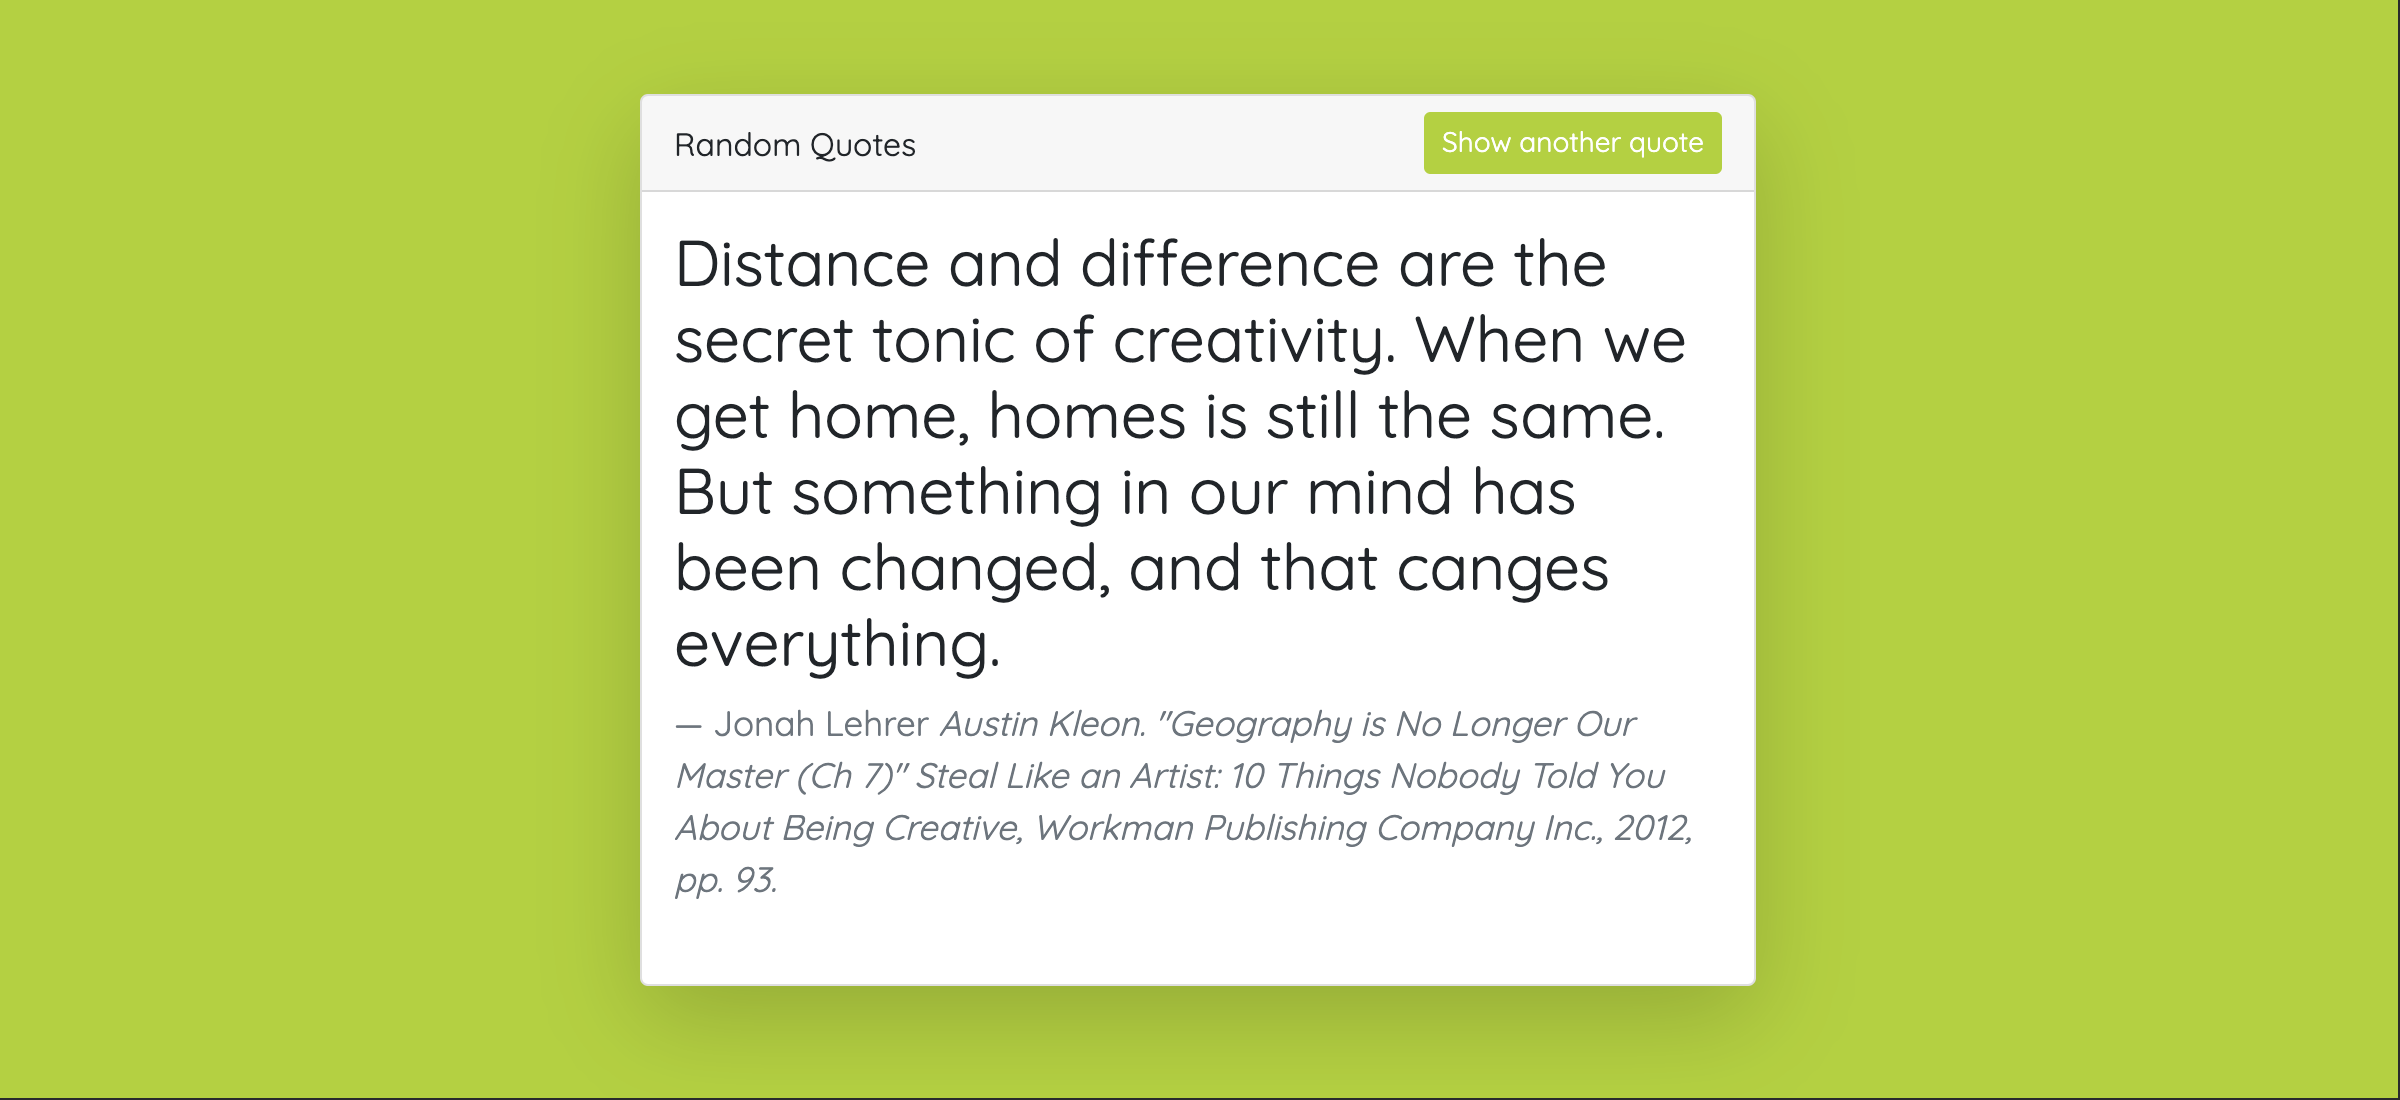 Random Quotes
Show another quote
Distance and difference are the
secret tonic of creativity. When we
get home, homes is still the same.
But something in our mind has
been changed, and that canges
everything.
— Jonah Lehrer Austin Kleon. "Geography is No Longer Our
Master (Ch 7)" Steal Like an Artist: 10 Things Nobody Told You
About Being Creative, Workman Publishing Company Inc., 2012,
pp. 93.